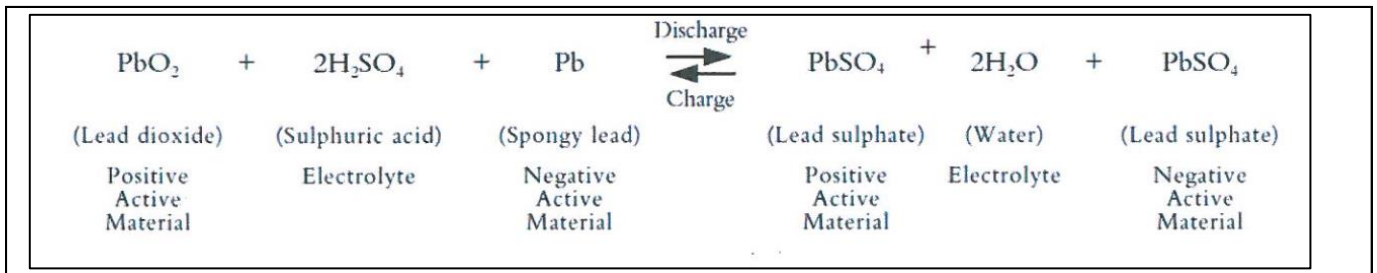 Discharge
PbO₂ + 2H₂SO₄ + Pb PbSO₄ + 2H₂O + PbSO₄
Charge
(Lead dioxide) (Sulphuric acid) (Spongy lead) (Lead sulphate) (Water) (Lead sulphate)
Positive Electrolyte Negative Positive Electrolyte Negative
Active Active Active Active
Material Material Material Material